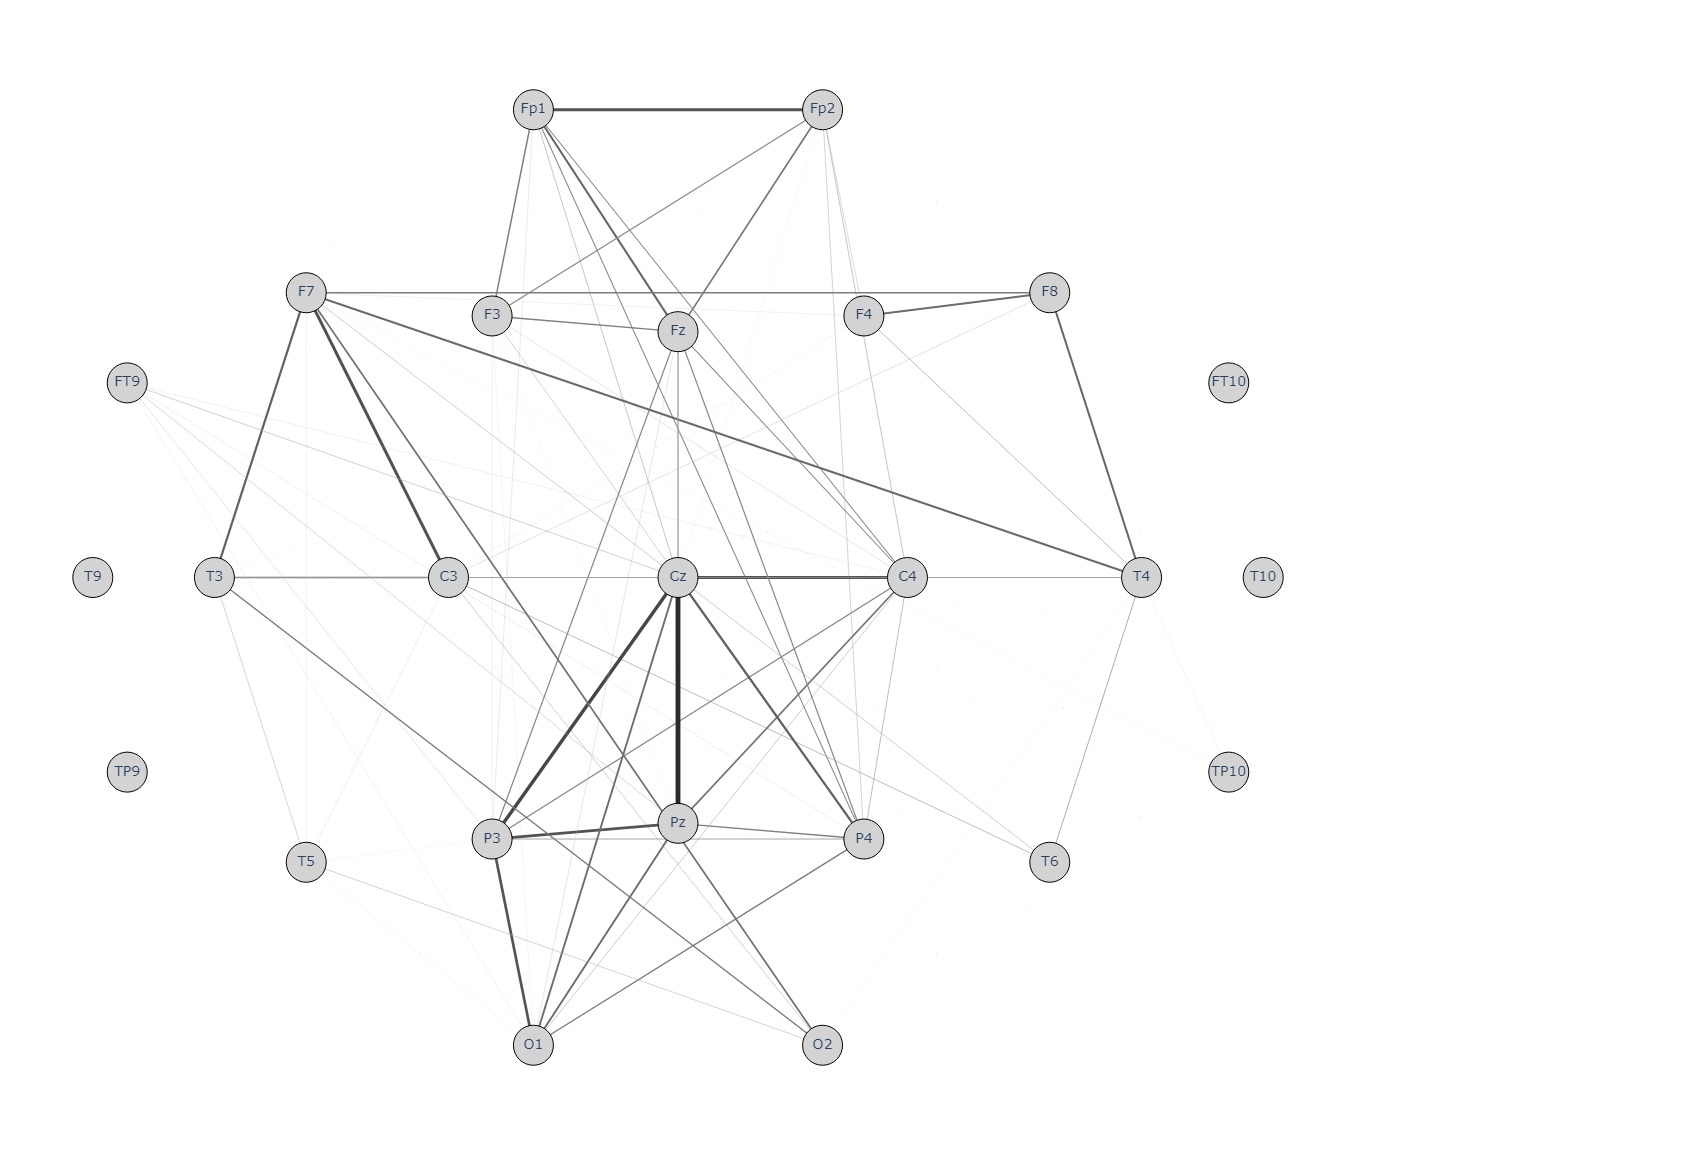 Fp1 Fp2
F7 F3 Fz F4 F8
FT9 FT10
T9 T3 C3 Cz C4 T4 T10
TP9 TP10
T5 P3 Pz P4 T6
O1 O2